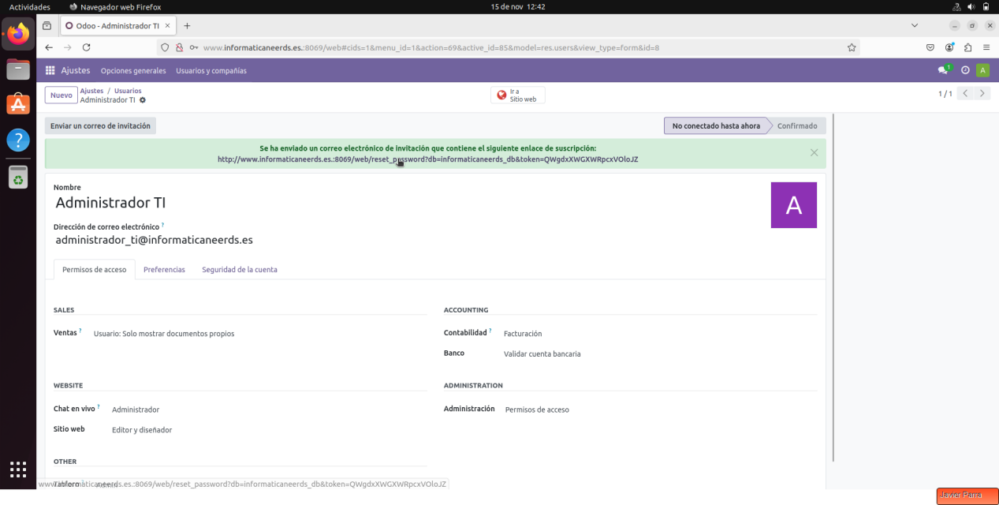 Actividades Navegador web Firefox 15 de nov 12:42
Odoo - Administrador TI
www.informaticaneerds.es.:8069/web#cids=1&menu_id=1&action=69&active_id=85&model=res.users&view_type=form&id=8
Ajustes Opciones generales Usuarios y compañías 1 A
Nuevo Ajustes / Usuarios
Administrador TI
Ir a
Sitio web
1 / 1
Enviar un correo de invitación No conectado hasta ahora Confirmado
Se ha enviado un correo electrónico de invitación que contiene el siguiente enlace de suscripción:
http://www.informaticaneerds.es.:8069/web/reset_password?db=informaticaneerds_db&token=QWgdxXWGXWRpcxVOloJZ
Nombre
Administrador TI
A
Dirección de correo electrónico ?
administrador_ti@informaticaneerds.es
Permisos de acceso Preferencias Seguridad de la cuenta
SALES ACCOUNTING
Ventas ? Usuario: Solo mostrar documentos propios Contabilidad ? Facturación
Banco Validar cuenta bancaria
WEBSITE ADMINISTRATION
Chat en vivo ? Administrador Administración Permisos de acceso
Sitio web Editor y diseñador
OTHER
www.informaticaneerds.es.:8069/web/reset_password?db=informaticaneerds_db&token=QWgdxXWGXWRpcxVOloJZ
Javier Parra